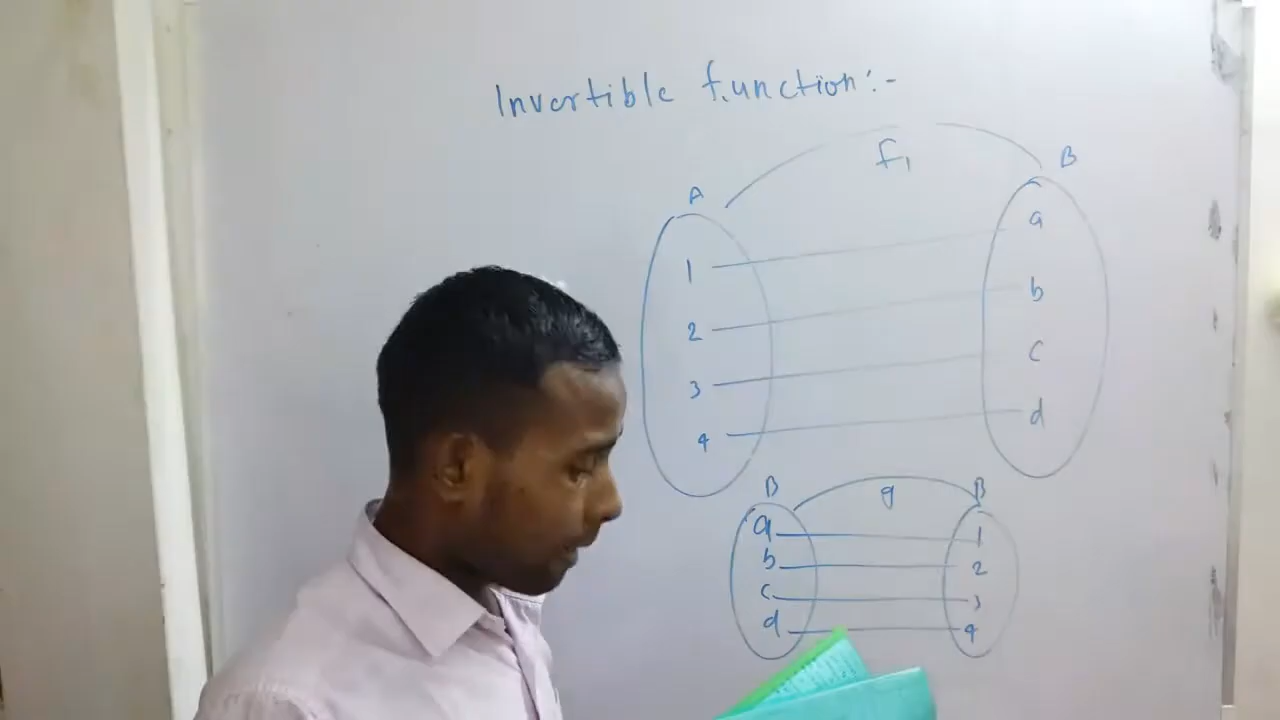 Invertible function:-
f1
A B
1 a
2 b
3 c
4 d
B g B
a 1
b 2
c 3
d 4